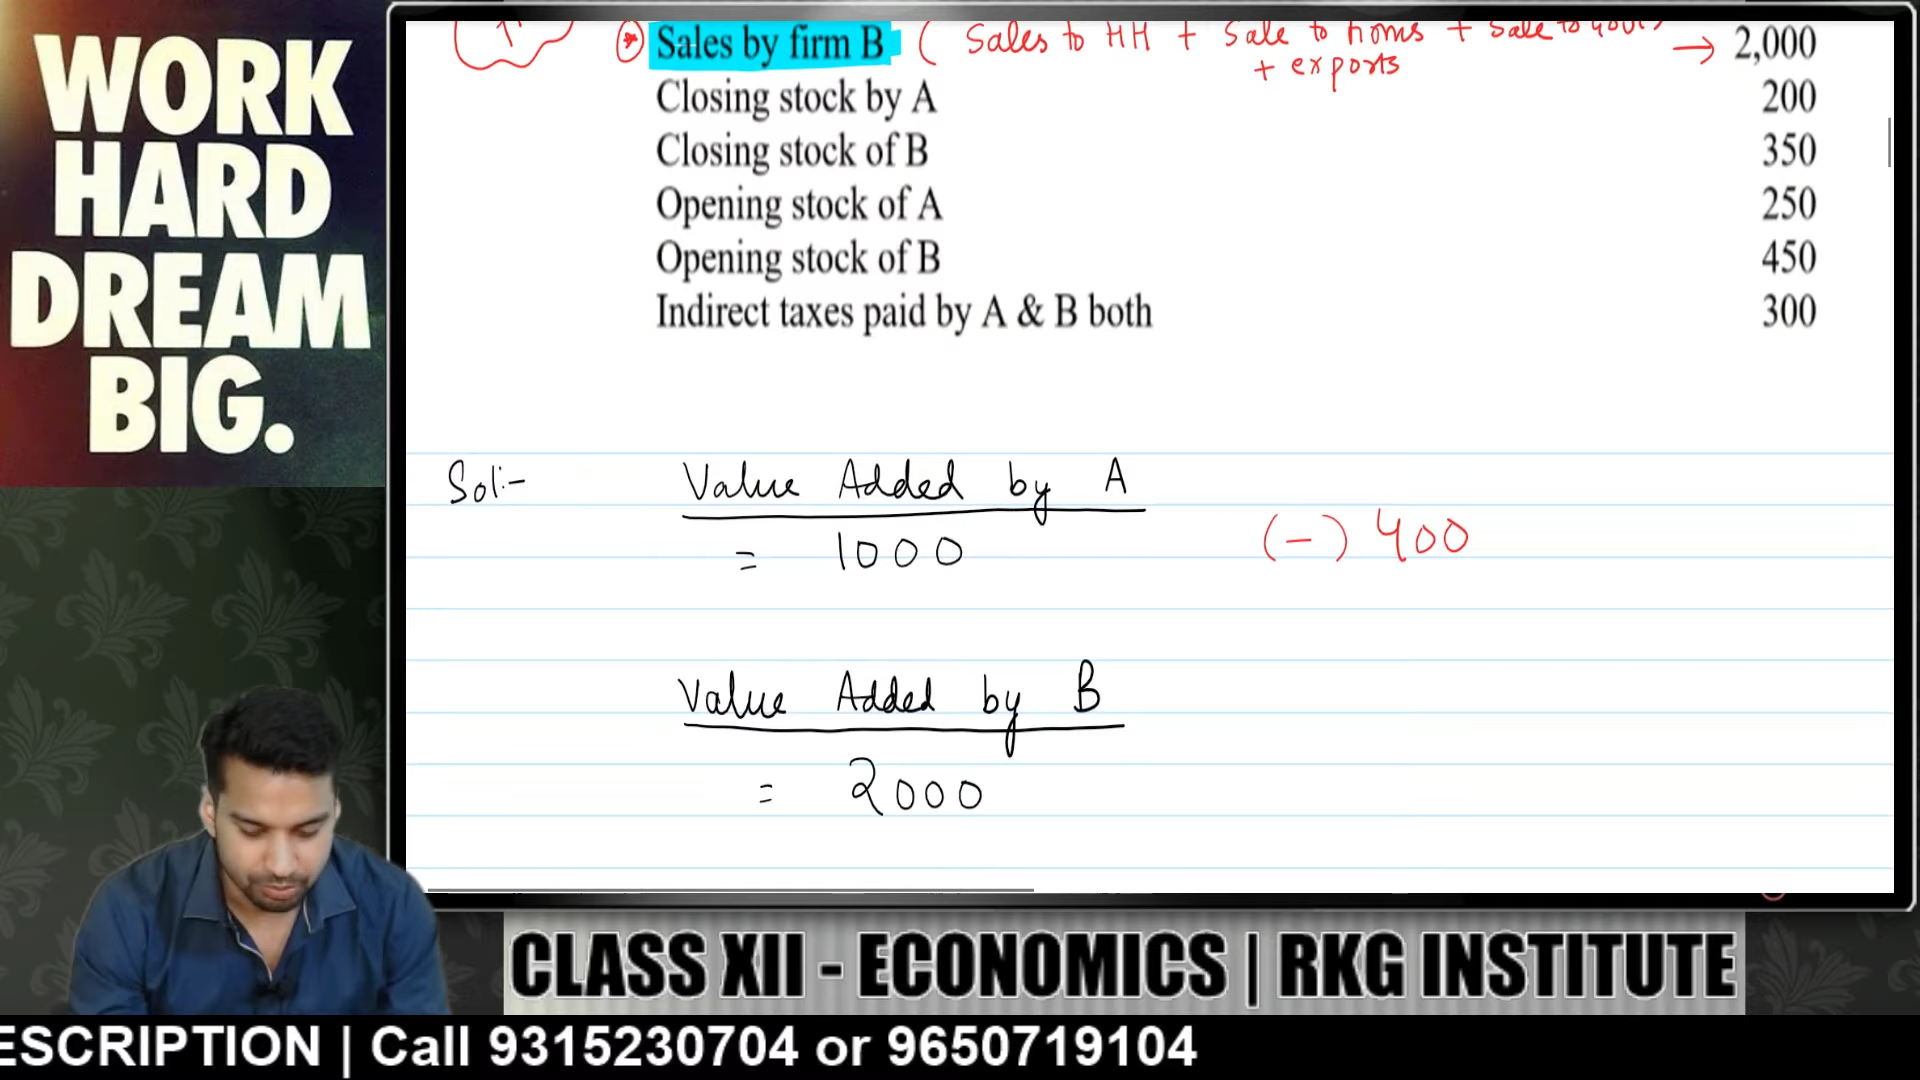 WORK
HARD
DREAM
BIG.
Sales by firm B ( Sales to HH + Sale to firms + Sale to Govt. → 2,000
+ exports
Closing stock by A 200
Closing stock of B 350
Opening stock of A 250
Opening stock of B 450
Indirect taxes paid by A & B both 300
Sol:- Value Added by A
= 1000 (-) 400
Value Added by B
= 2000
CLASS XII - ECONOMICS | RKG INSTITUTE
ESCRIPTION | Call 9315230704 or 9650719104